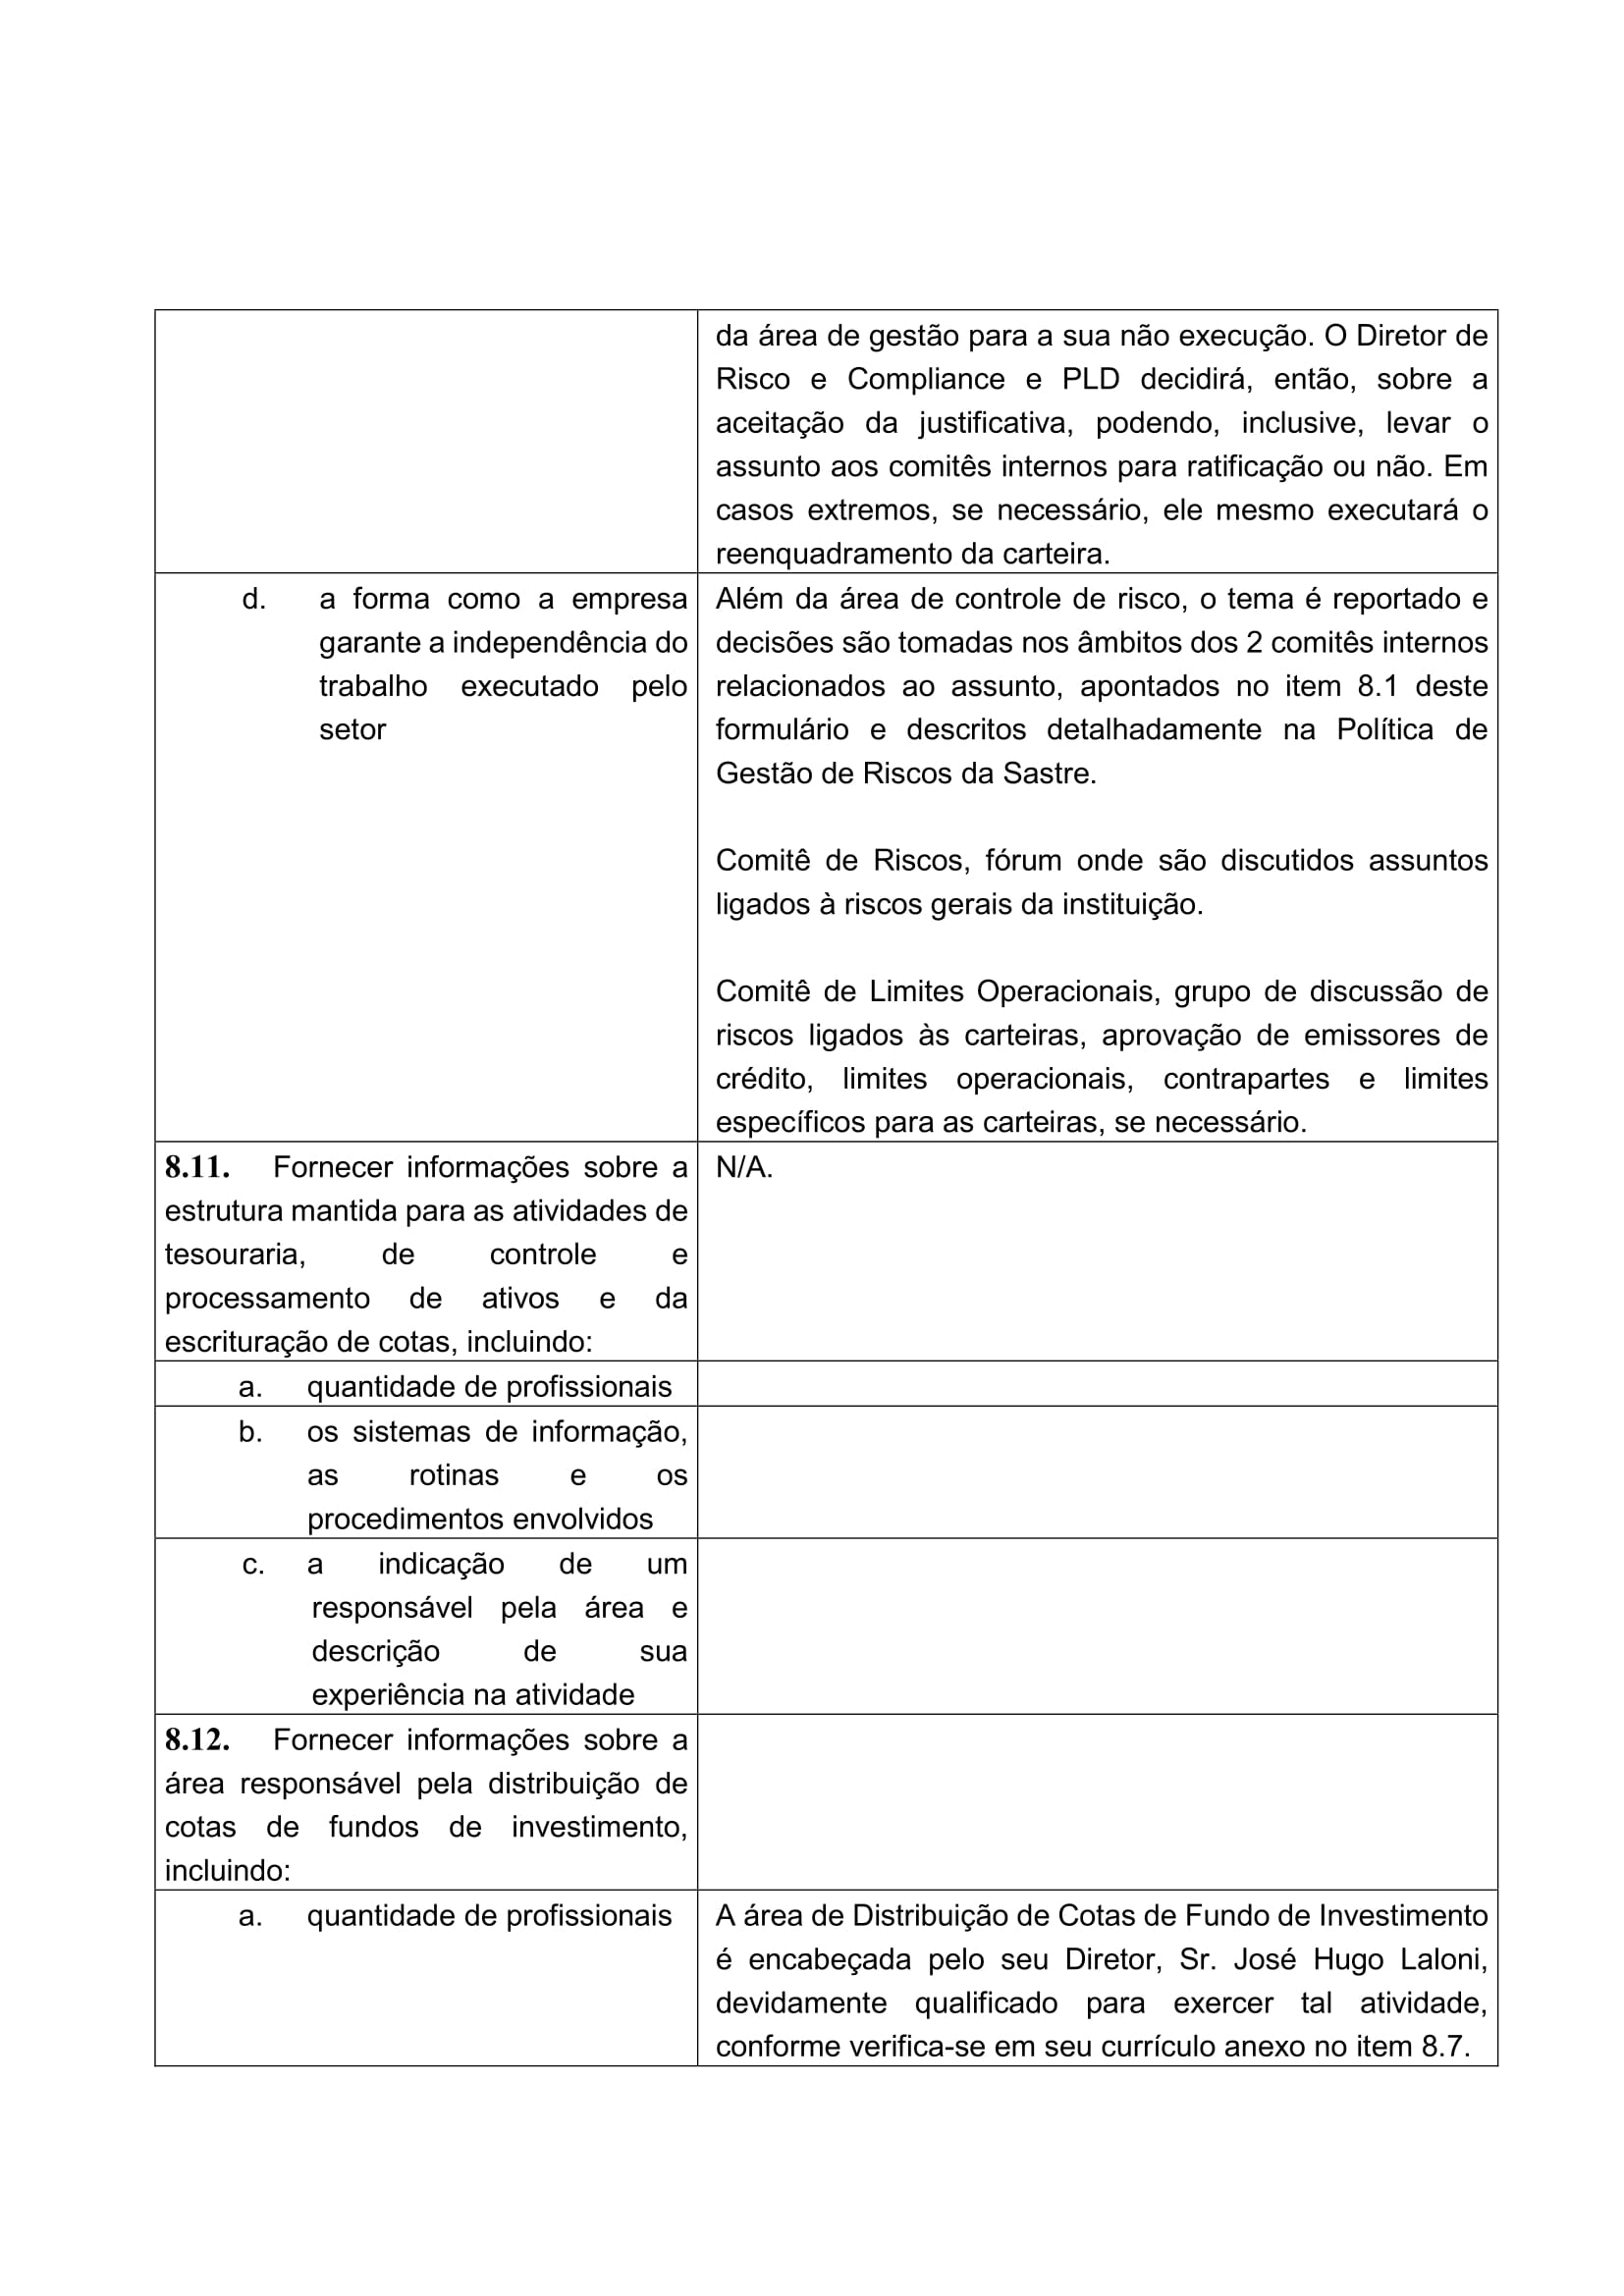 da área de gestão para a sua não execução. O Diretor de
Risco e Compliance e PLD decidirá, então, sobre a
aceitação da justificativa, podendo, inclusive, levar o
assunto aos comitês internos para ratificação ou não. Em
casos extremos, se necessário, ele mesmo executará o
reenquadramento da carteira.
d. a forma como a empresa
garante a independência do
trabalho executado pelo
setor
Além da área de controle de risco, o tema é reportado e
decisões são tomadas nos âmbitos dos 2 comitês internos
relacionados ao assunto, apontados no item 8.1 deste
formulário e descritos detalhadamente na Política de
Gestão de Riscos da Sastre.
Comitê de Riscos, fórum onde são discutidos assuntos
ligados à riscos gerais da instituição.
Comitê de Limites Operacionais, grupo de discussão de
riscos ligados às carteiras, aprovação de emissores de
crédito, limites operacionais, contrapartes e limites
específicos para as carteiras, se necessário.
8.11. Fornecer informações sobre a
estrutura mantida para as atividades de
tesouraria, de controle e
processamento de ativos e da
escrituração de cotas, incluindo:
N/A.
a. quantidade de profissionais
b. os sistemas de informação,
as rotinas e os
procedimentos envolvidos
c. a indicação de um
responsável pela área e
descrição de sua
experiência na atividade
8.12. Fornecer informações sobre a
área responsável pela distribuição de
cotas de fundos de investimento,
incluindo:
a. quantidade de profissionais
A área de Distribuição de Cotas de Fundo de Investimento
é encabeçada pelo seu Diretor, Sr. José Hugo Laloni,
devidamente qualificado para exercer tal atividade,
conforme verifica-se em seu currículo anexo no item 8.7.